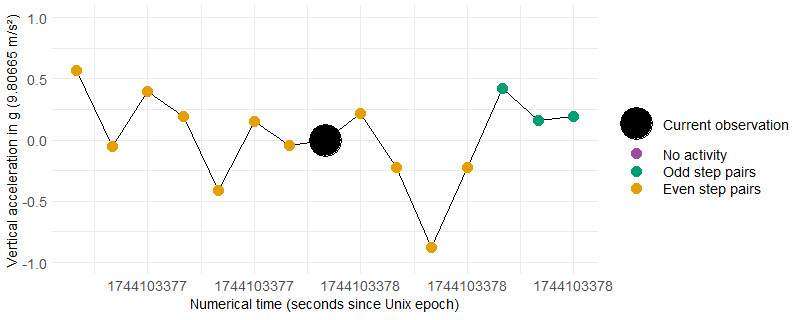 1.0
0.5
0.0
-0.5
-1.0
Vertical acceleration in g (9.80665 m/s²)
1744103377 1744103377 1744103378 1744103378 1744103378
Numerical time (seconds since Unix epoch)
Current observation
No activity
Odd step pairs
Even step pairs